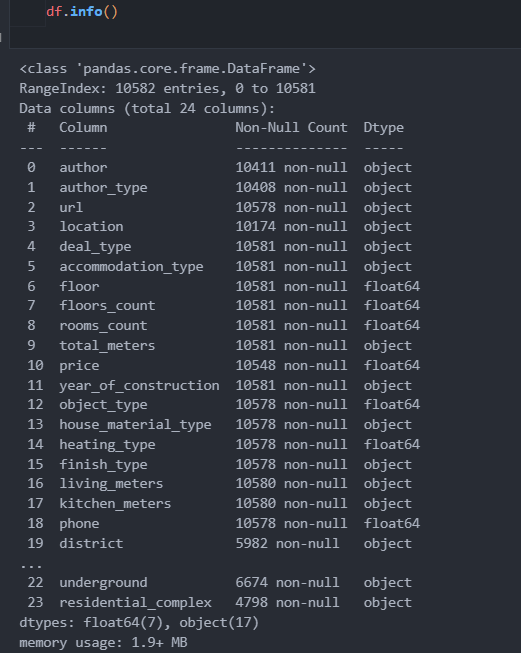 df.info()
<class 'pandas.core.frame.DataFrame'>
RangeIndex: 10582 entries, 0 to 10581
Data columns (total 24 columns):
 #   Column                Non-Null Count  Dtype
---  ------                --------------  -----
 0   author                10411 non-null  object
 1   author_type           10408 non-null  object
 2   url                   10578 non-null  object
 3   location              10174 non-null  object
 4   deal_type             10581 non-null  object
 5   accommodation_type    10581 non-null  object
 6   floor                 10581 non-null  float64
 7   floors_count          10581 non-null  float64
 8   rooms_count           10581 non-null  float64
 9   total_meters          10581 non-null  object
 10  price                 10548 non-null  float64
 11  year_of_construction  10581 non-null  object
 12  object_type           10578 non-null  float64
 13  house_material_type   10578 non-null  object
 14  heating_type          10578 non-null  float64
 15  finish_type           10578 non-null  object
 16  living_meters         10580 non-null  object
 17  kitchen_meters        10580 non-null  object
 18  phone                 10578 non-null  float64
 19  district              5982 non-null   object
...
 22  underground           6674 non-null   object
 23  residential_complex   4798 non-null   object
dtypes: float64(7), object(17)
memory usage: 1.9+ MB